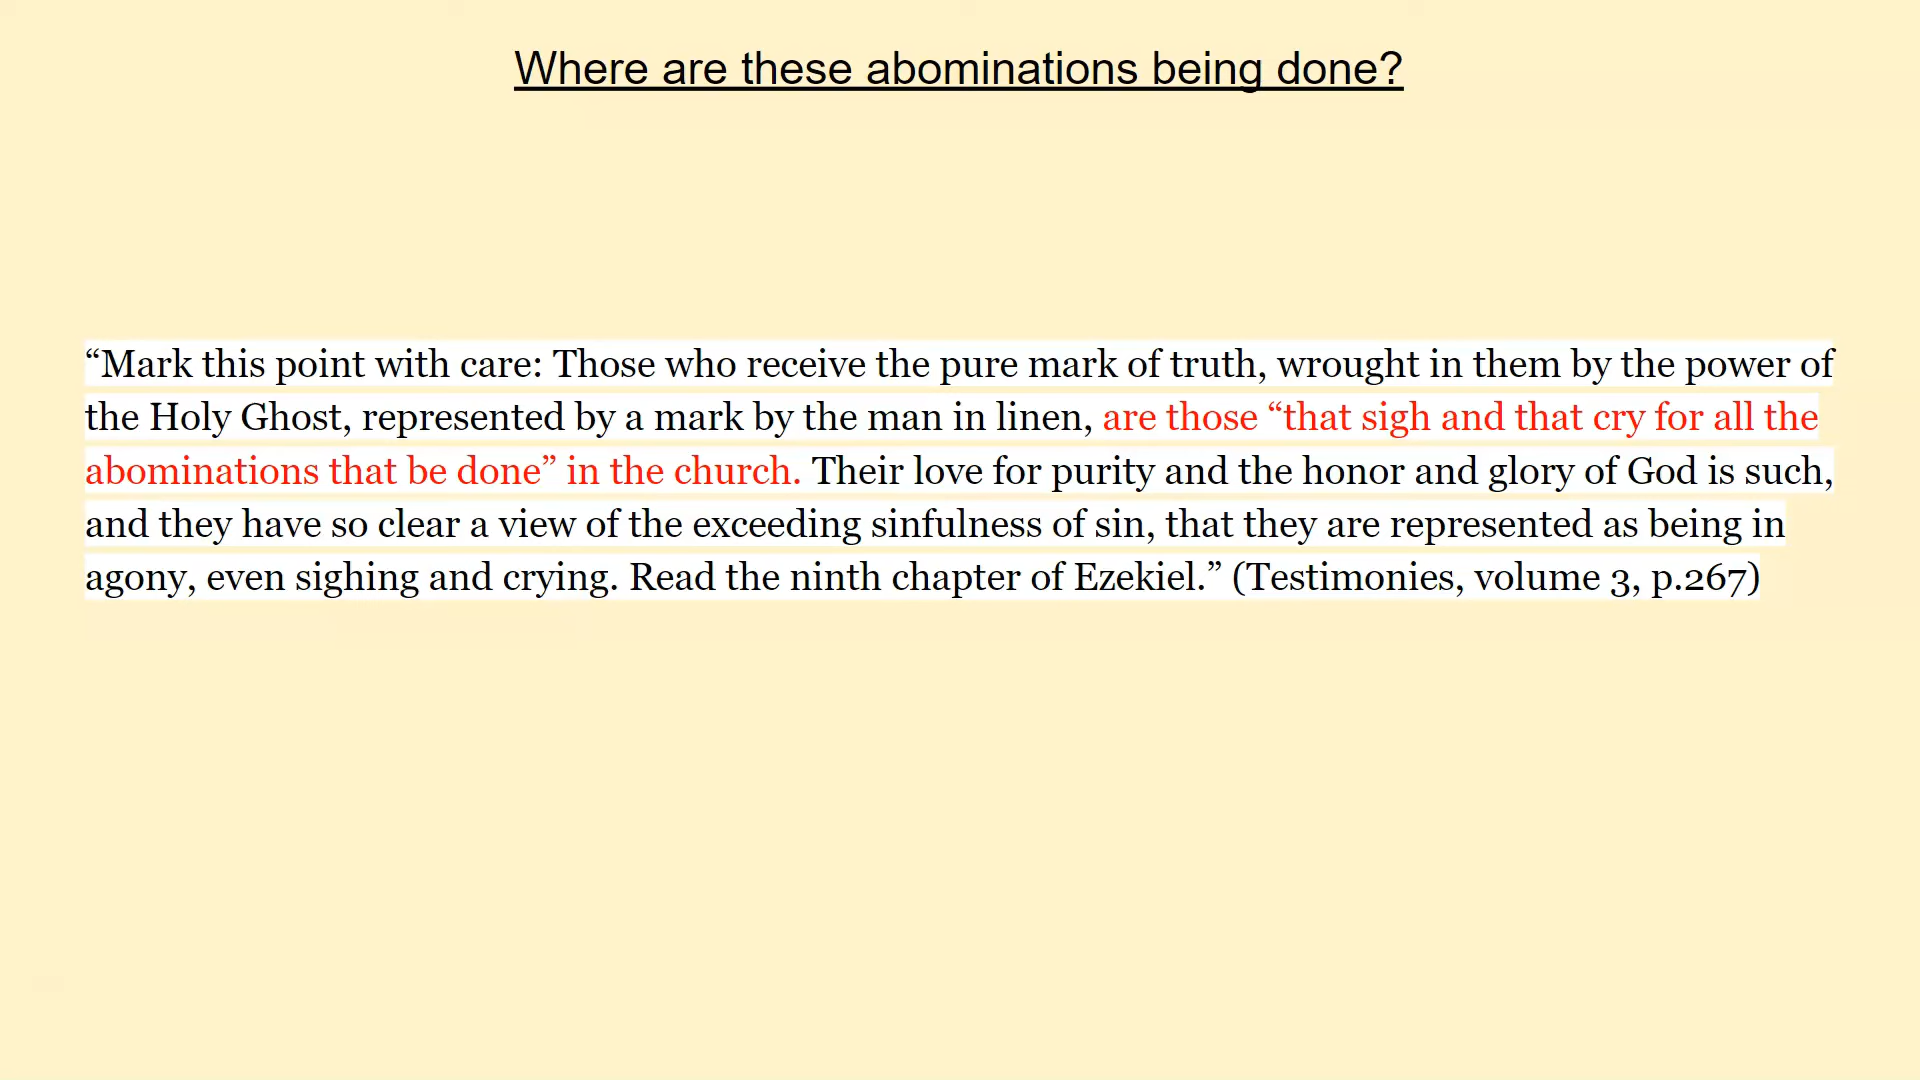 Where are these abominations being done?
“Mark this point with care: Those who receive the pure mark of truth, wrought in them by the power of
the Holy Ghost, represented by a mark by the man in linen, are those “that sigh and that cry for all the
abominations that be done” in the church. Their love for purity and the honor and glory of God is such,
and they have so clear a view of the exceeding sinfulness of sin, that they are represented as being in
agony, even sighing and crying. Read the ninth chapter of Ezekiel.” (Testimonies, volume 3, p.267)